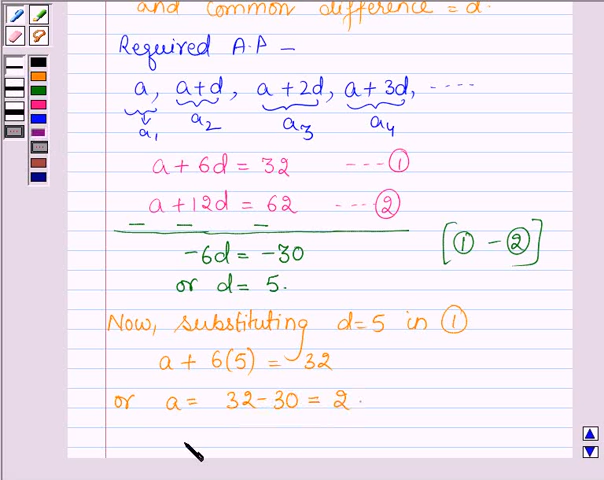 and common difference = d.
Required A.P –
a, a+d, a + 2d, a + 3d, ----
a₁ a₂ a₃ a₄
a + 6d = 32 ---- ①
a + 12d = 62 ---- ②
– – –
-6d = -30 [① - ②]
or d = 5.
Now, substituting d=5 in ①
a + 6(5) = 32
or a = 32 - 30 = 2.